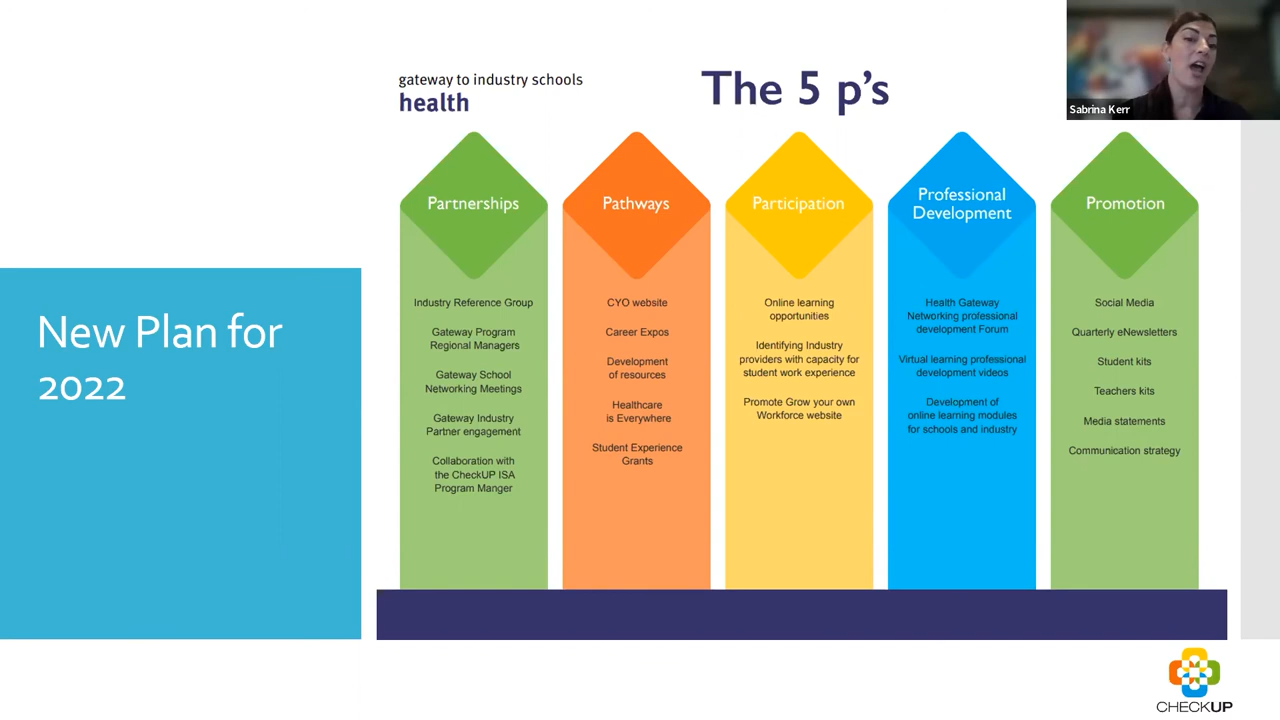 gateway to industry schools
health
The 5 p's
Sabrina Kerr
New Plan for
2022
Partnerships
Industry Reference Group
Gateway Program
Regional Managers
Gateway School
Networking Meetings
Gateway Industry
Partner engagement
Collaboration with
the CheckUP ISA
Program Manger
Pathways
CYO website
Career Expos
Development
of resources
Healthcare
is Everywhere
Student Experience
Grants
Participation
Online learning
opportunities
Identifying Industry
providers with capacity for
student work experience
Promote Grow your own
Workforce website
Professional
Development
Health Gateway
Networking professional
development Forum
Virtual learning professional
development videos
Development of
online learning modules
for schools and industry
Promotion
Social Media
Quarterly eNewsletters
Student kits
Teachers kits
Media statements
Communication strategy
CHECKUP